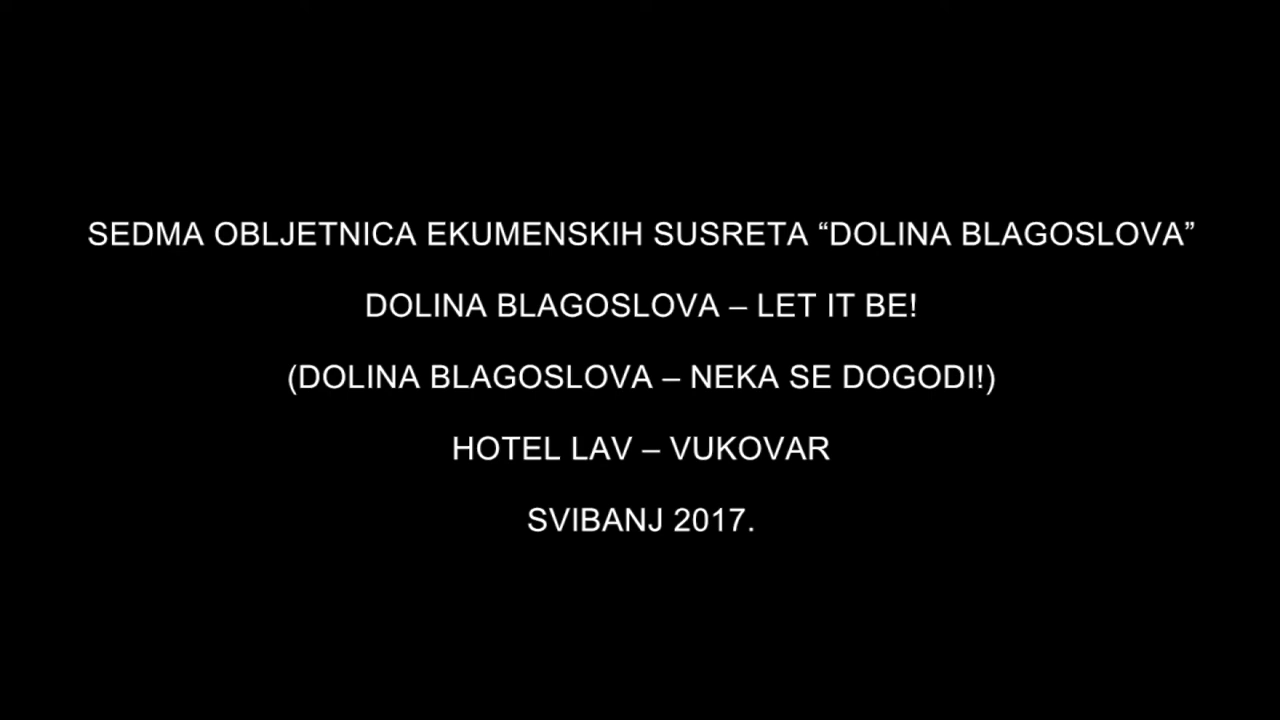 SEDMA OBLJETNICA EKUMENSKIH SUSRETA “DOLINA BLAGOSLOVA”
DOLINA BLAGOSLOVA – LET IT BE!
(DOLINA BLAGOSLOVA – NEKA SE DOGODI!)
HOTEL LAV – VUKOVAR
SVIBANJ 2017.